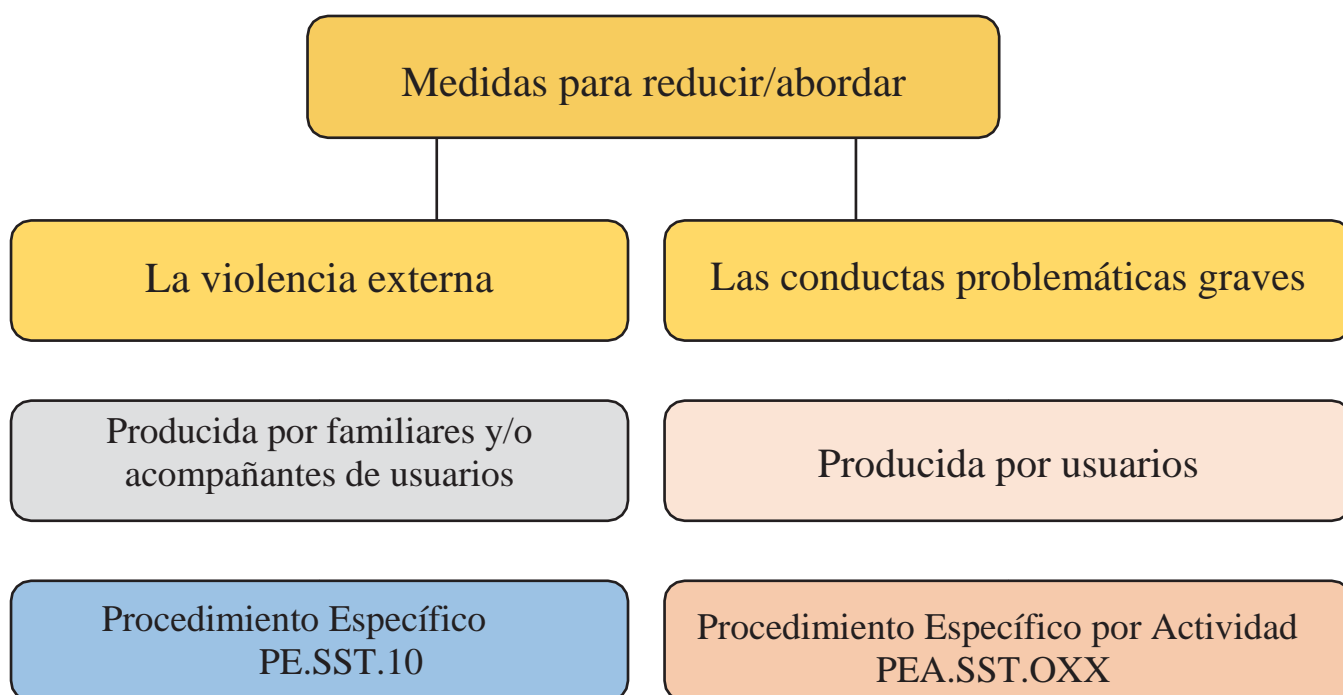 Medidas para reducir/abordar
La violencia externa
Las conductas problemáticas graves
Producida por familiares y/o
acompañantes de usuarios
Producida por usuarios
Procedimiento Específico
PE.SST.10
Procedimiento Específico por Actividad
PEA.SST.OXX